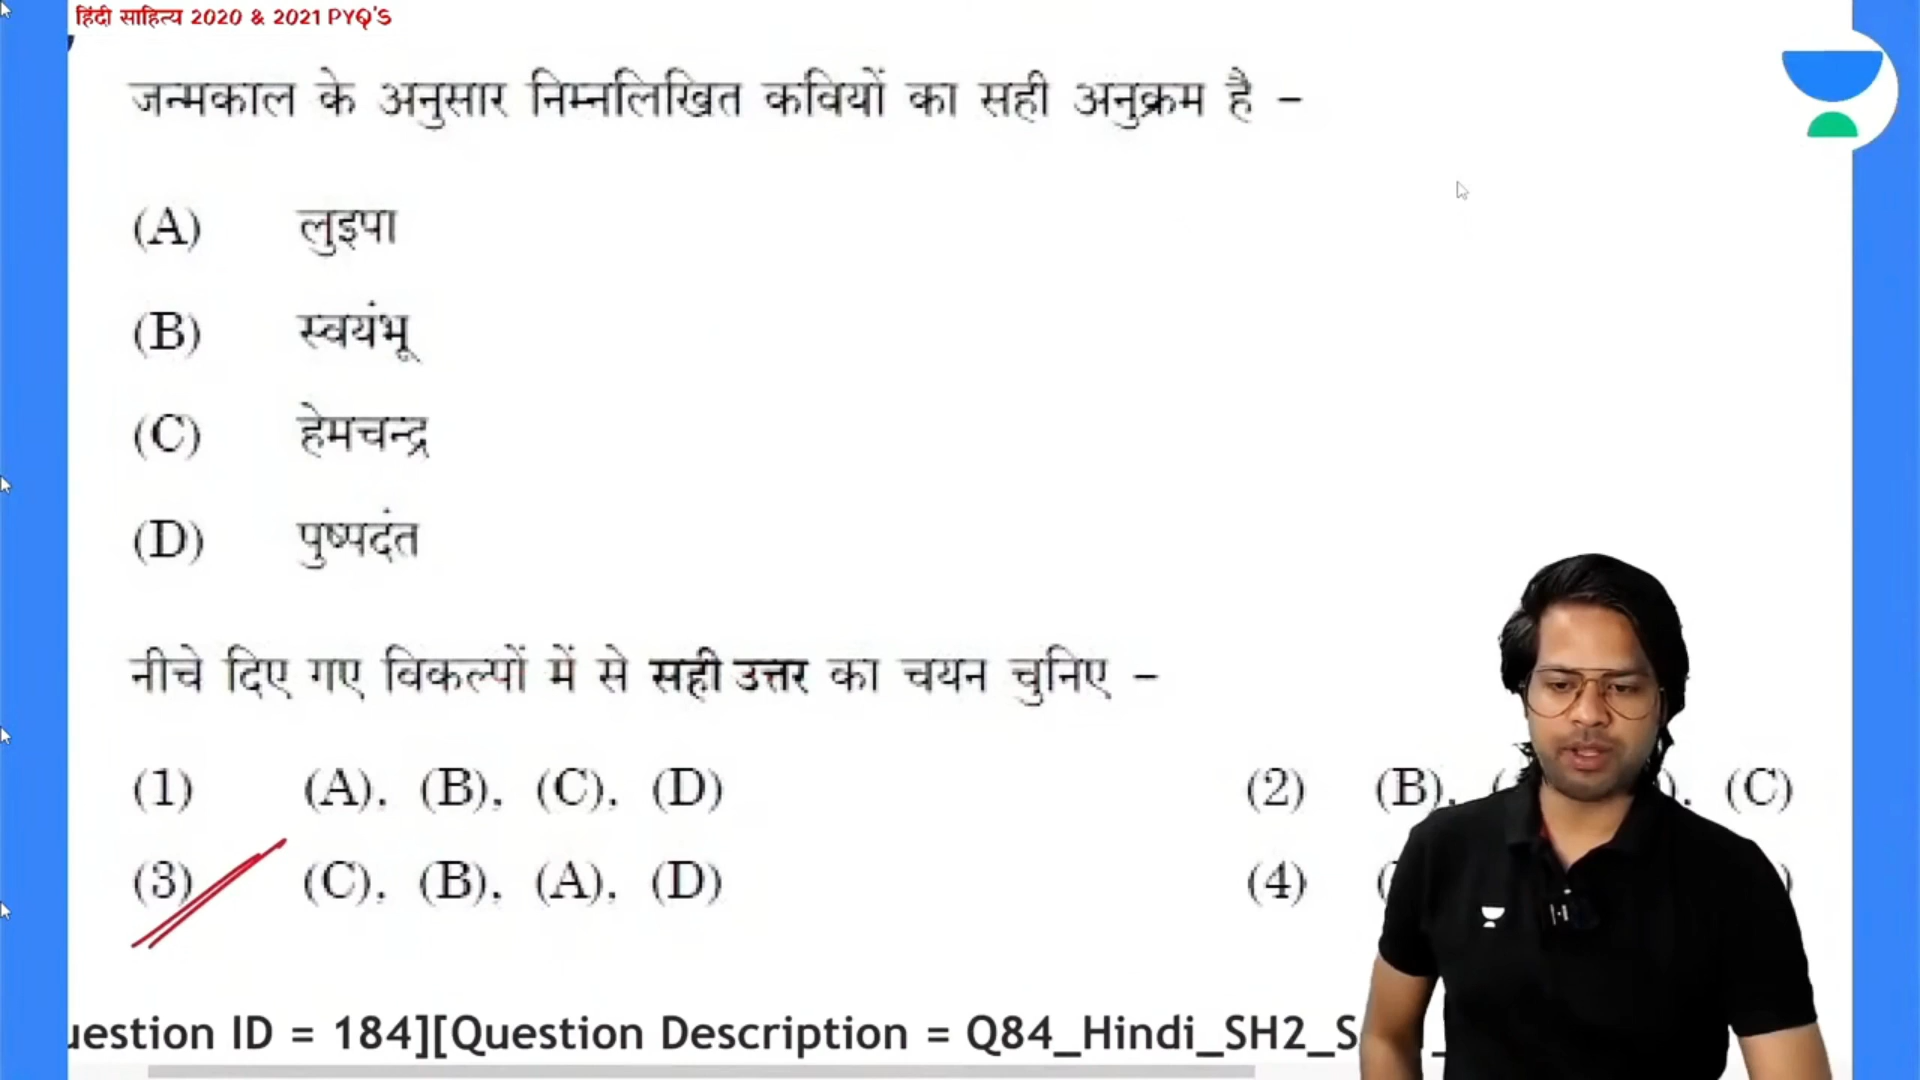 हिंदी साहित्य 2020 & 2021 PYQ'S
जन्मकाल के अनुसार निम्नलिखित कवियों का सही अनुक्रम है –
(A) लुइपा
(B) स्वयंभू
(C) हेमचन्द्र
(D) पुष्पदंत
नीचे दिए गए विकल्पों में से सही उत्तर का चयन चुनिए –
(1) (A), (B), (C), (D) (2) (B), (C)
(3) (C), (B), (A), (D) (4)
uestion ID = 184][Question Description = Q84_Hindi_SH2_S